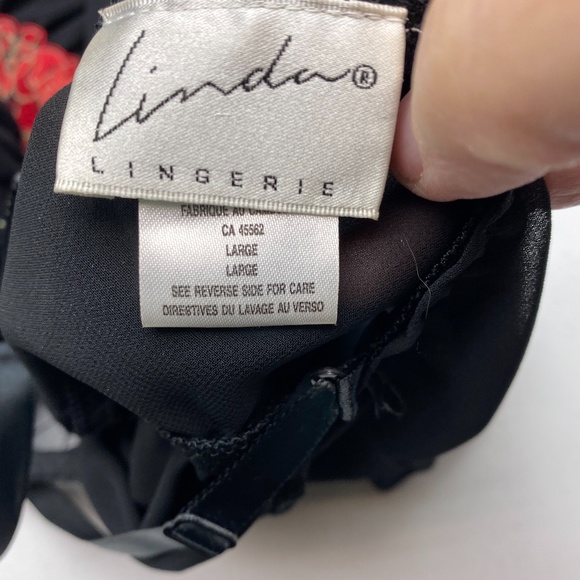 Linda®
LINGERIE
FABRIQUE AU
CA 45562
LARGE
LARGE
SEE REVERSE SIDE FOR CARE
DIRECTIVES DU LAVAGE AU VERSO